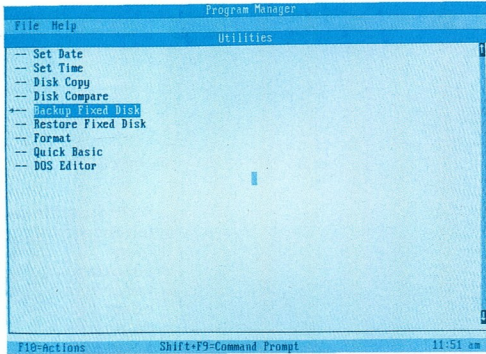 Program Manager
File Help
Utilities
-- Set Date
-- Set Time
-- Disk Copy
-- Disk Compare
-- Backup Fixed Disk
-- Restore Fixed Disk
-- Format
-- Quick Basic
-- DOS Editor
F10=Actions Shift+F9=Command Prompt 11:51 am